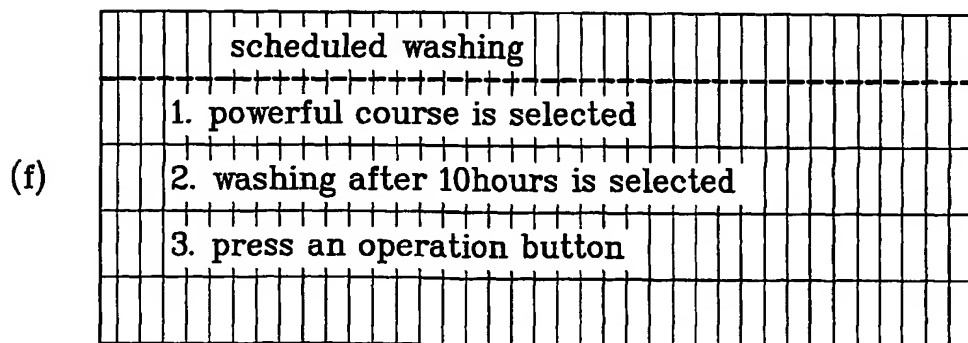 scheduled washing
1. powerful course is selected
(f)
2. washing after 10hours is selected
3. press an operation button